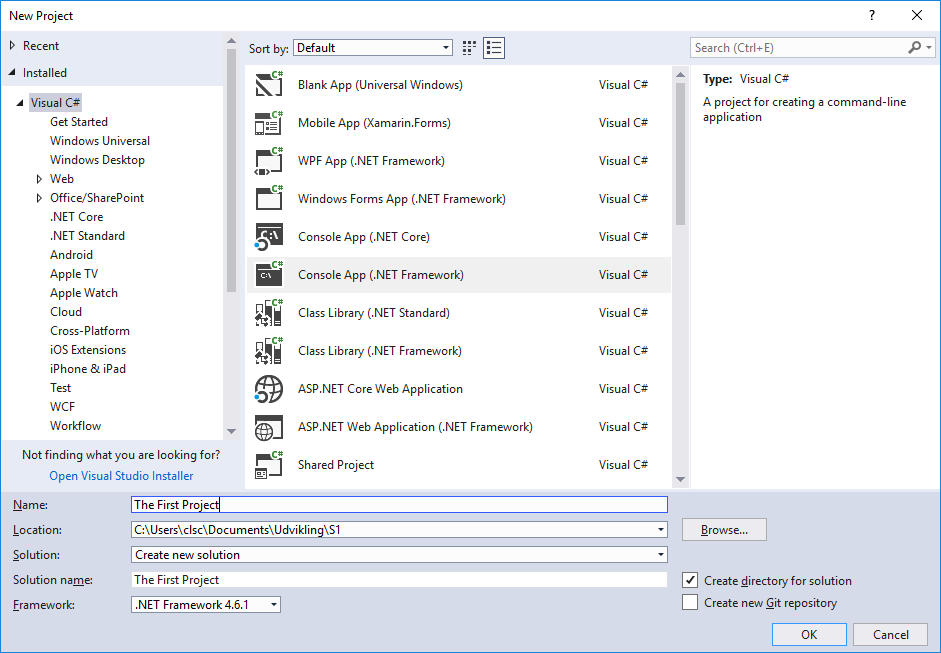 New Project
?
Recent
Installed
Visual C#
Get Started
Windows Universal
Windows Desktop
Web
Office/SharePoint
.NET Core
.NET Standard
Android
Apple TV
Apple Watch
Cloud
Cross-Platform
iOS Extensions
iPhone & iPad
Test
WCF
Workflow
Not finding what you are looking for?
Open Visual Studio Installer
Sort by: Default
Blank App (Universal Windows) Visual C#
Mobile App (Xamarin.Forms) Visual C#
WPF App (.NET Framework) Visual C#
Windows Forms App (.NET Framework) Visual C#
Console App (.NET Core) Visual C#
Console App (.NET Framework) Visual C#
Class Library (.NET Standard) Visual C#
Class Library (.NET Framework) Visual C#
ASP.NET Core Web Application Visual C#
ASP.NET Web Application (.NET Framework) Visual C#
Shared Project Visual C#
Search (Ctrl+E)
Type: Visual C#
A project for creating a command-line
application
Name: The First Project
Location: C:\Users\clsc\Documents\Udvikling\S1
Browse...
Solution: Create new solution
Solution name: The First Project
Create directory for solution
Framework: .NET Framework 4.6.1
Create new Git repository
OK
Cancel